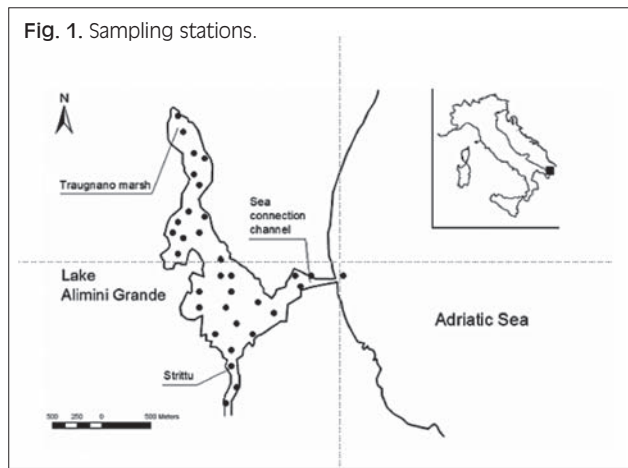 Fig. 1. Sampling stations.
N
Traugnano marsh
Sea
connection
channel
Lake
Alimini Grande
Adriatic Sea
Strittu
500 250 0 500 Meters